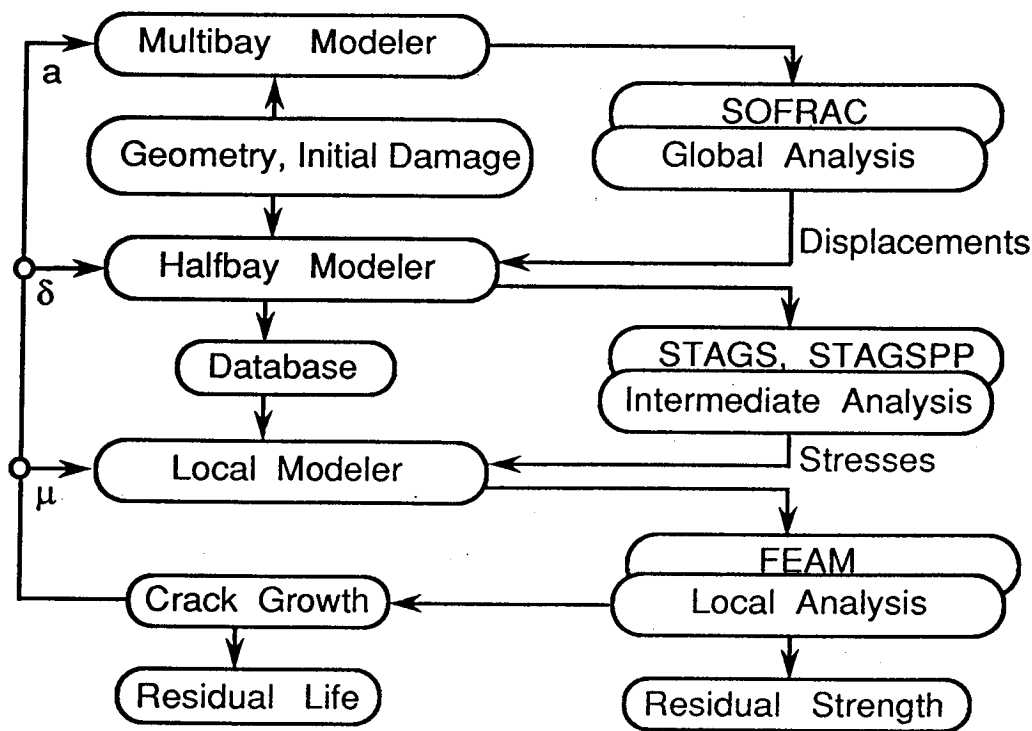 Multibay Modeler
a
SOFRAC
Global Analysis
Geometry, Initial Damage
Displacements
Halfbay Modeler
δ
STAGS, STAGSPP
Intermediate Analysis
Database
Stresses
Local Modeler
μ
FEAM
Local Analysis
Crack Growth
Residual Life
Residual Strength